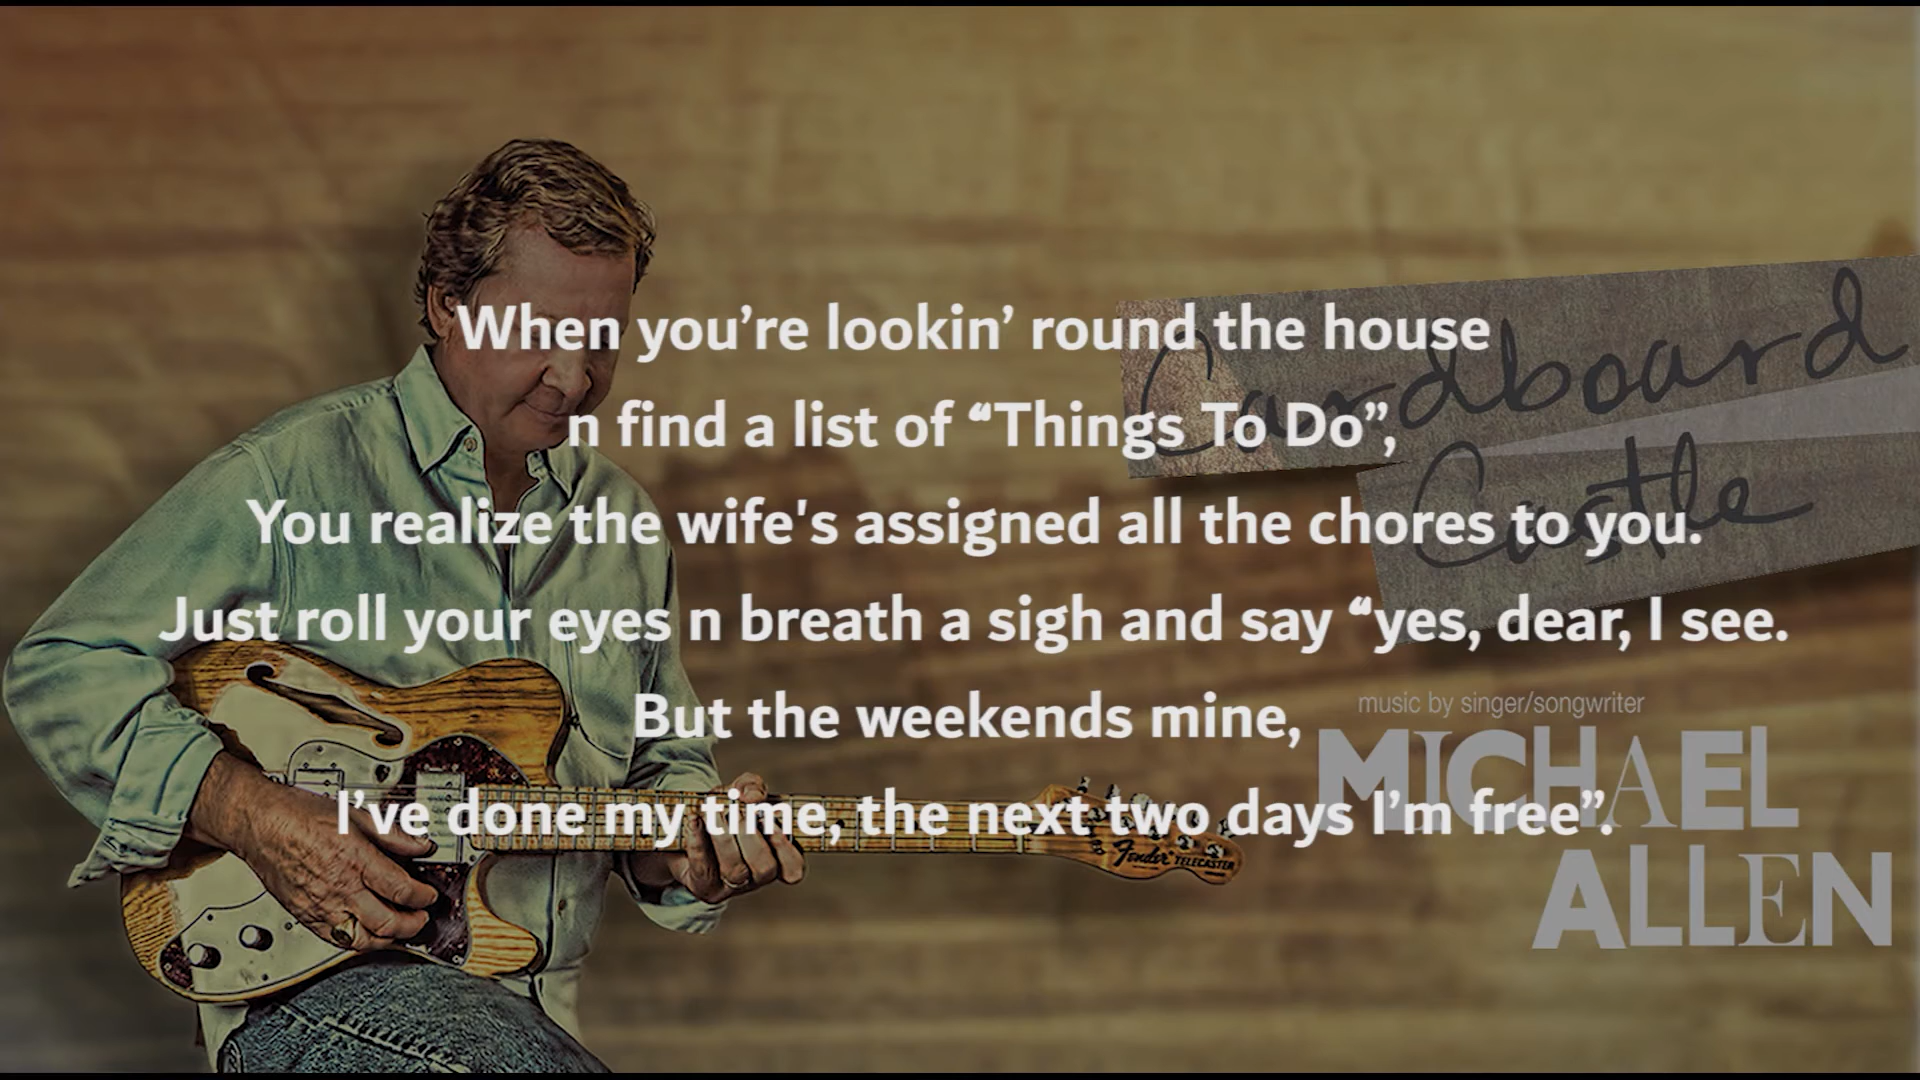 When you’re lookin’ round the house
n find a list of “Things To Do”,
You realize the wife's assigned all the chores to you.
Just roll your eyes n breath a sigh and say “yes, dear, I see.
But the weekends mine,
I’ve done my time, the next two days I’m free”.
Cardboard
Castle
music by singer/songwriter
MICHAEL
ALLEN
Fender TELECASTER